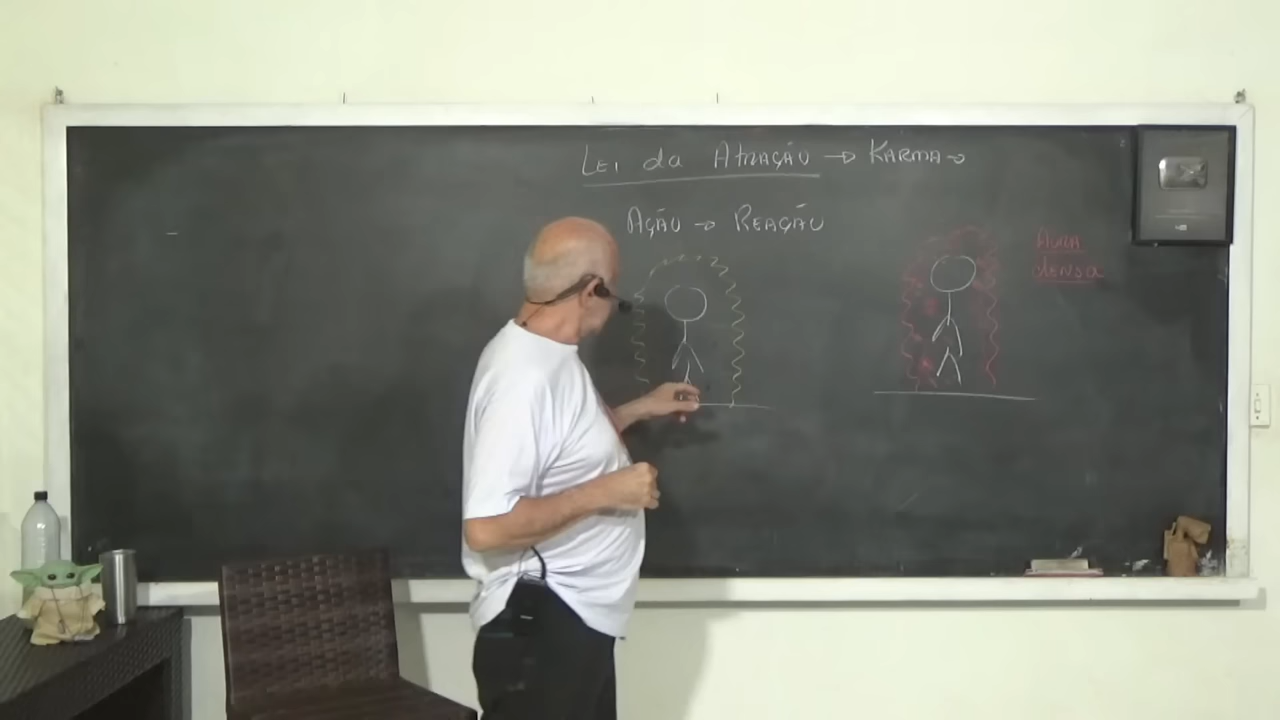 LEI da AtRAÇÃO → KARMA →
AÇÃO → REAÇÃO
AURA
densa